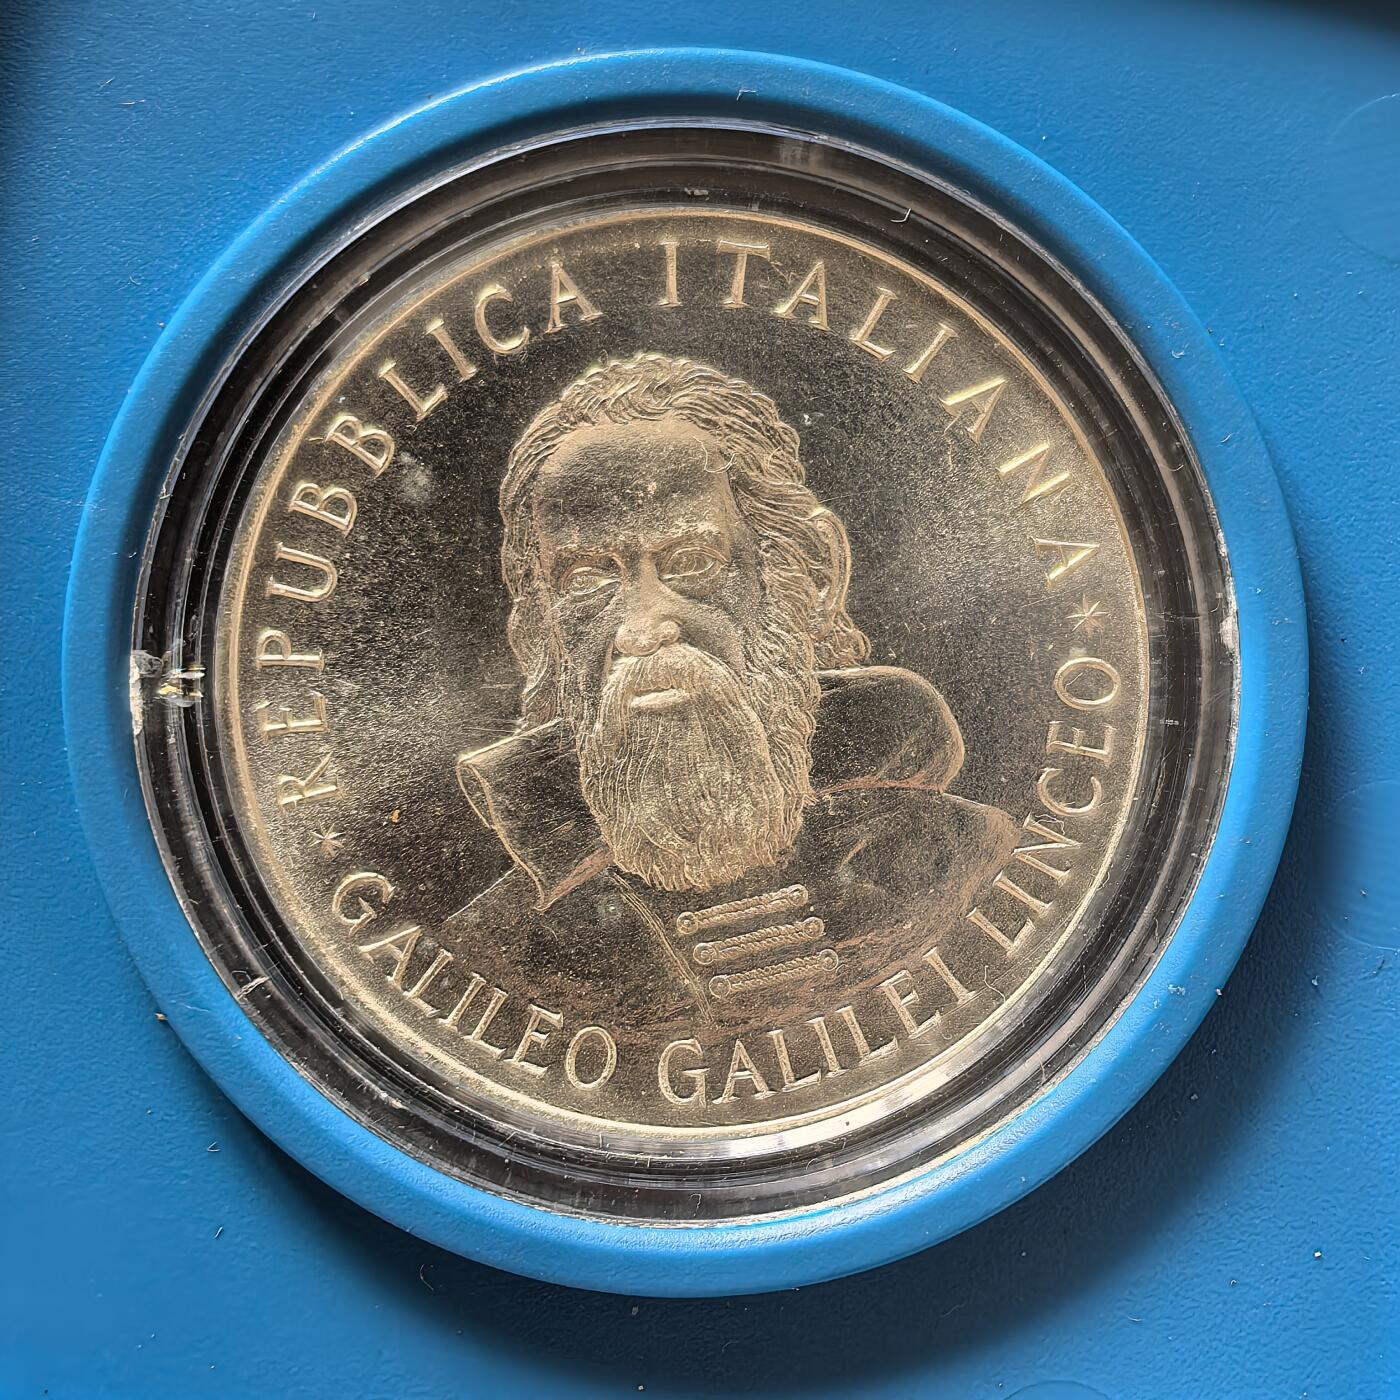 REPUBBLICA ITALIANA
* GALILEO GALILEI LINCEO *